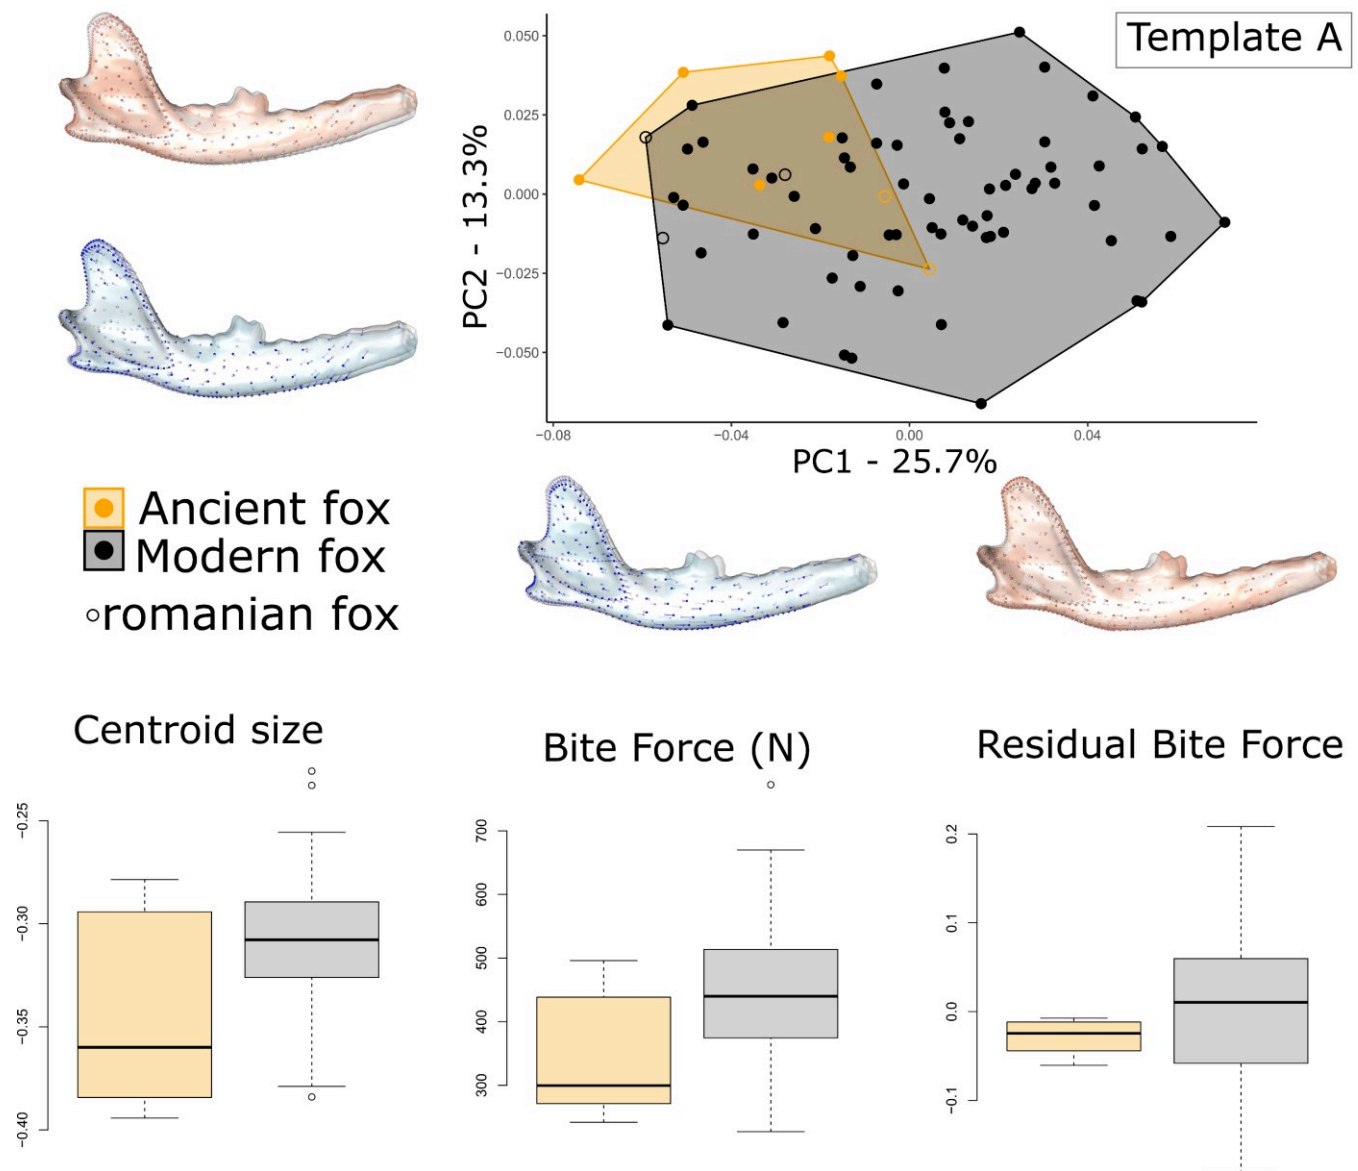 Template A
PC2 - 13.3%
0.050
0.025
0.000
−0.025
−0.050
−0.08
−0.04
0.00
0.04
PC1 - 25.7%
Ancient fox
Modern fox
romanian fox
Centroid size
−0.25
−0.30
−0.35
−0.40
Bite Force (N)
700
600
500
400
300
Residual Bite Force
0.2
0.1
0.0
−0.1